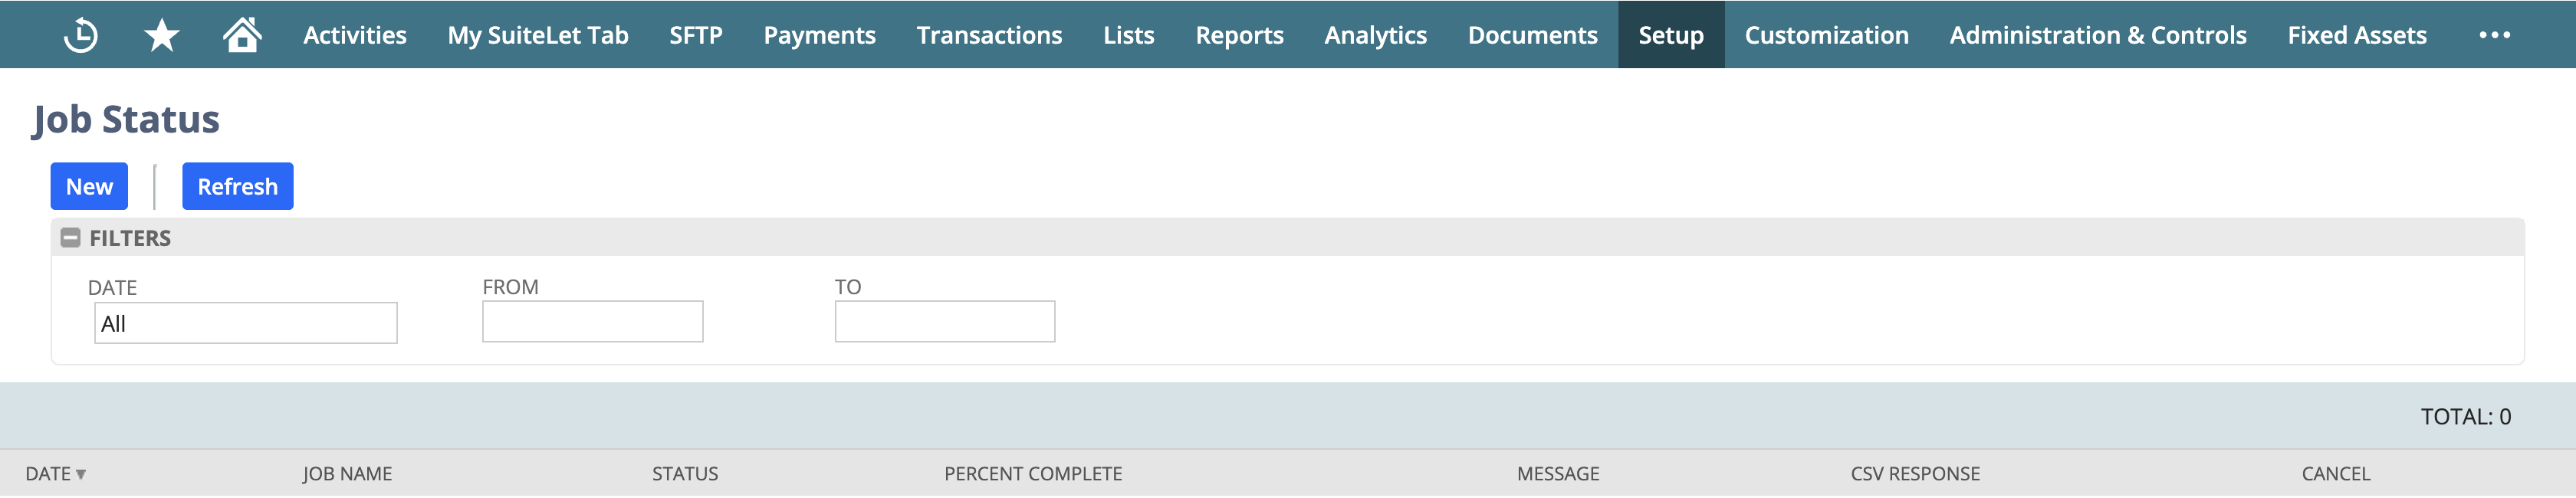 Activities My SuiteLet Tab SFTP Payments Transactions Lists Reports Analytics Documents Setup Customization Administration & Controls Fixed Assets •••
Job Status
New Refresh
FILTERS
DATE FROM TO
All
TOTAL: 0
DATE ▼ JOB NAME STATUS PERCENT COMPLETE MESSAGE CSV RESPONSE CANCEL